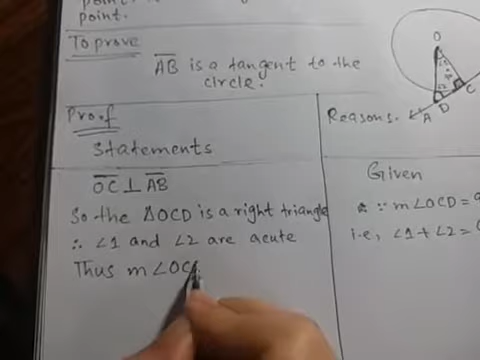 point.
To prove
AB is a tangent to the
circle.
Proof
Statements
OC ⊥ AB
So the ΔOCD is a right triangle
∴ ∠1 and ∠2 are acute
Thus m∠OC
Reasons.
Given
∵ m∠OCD =
i.e, ∠1 + ∠2 =
O
A
D
C